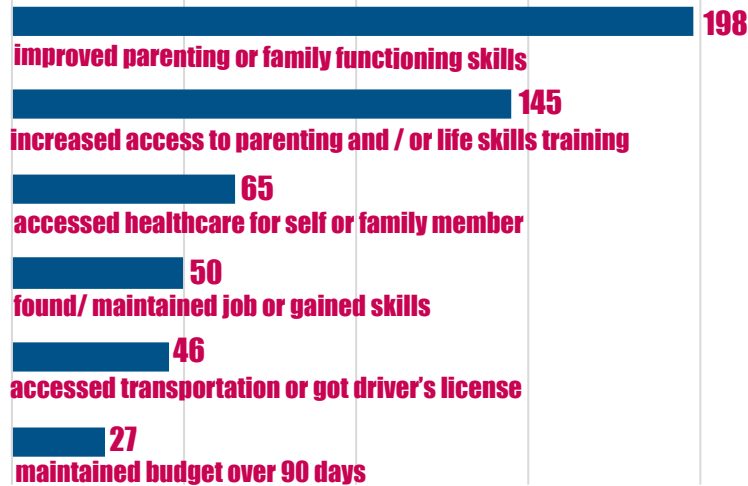 198
improved parenting or family functioning skills
145
increased access to parenting and / or life skills training
65
accessed healthcare for self or family member
50
found/ maintained job or gained skills
46
accessed transportation or got driver's license
27
maintained budget over 90 days